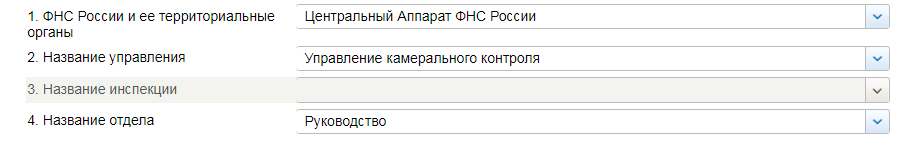 1. ФНС России и ее территориальные органы
Центральный Аппарат ФНС России
2. Название управления
Управление камерального контроля
3. Название инспекции
4. Название отдела
Руководство